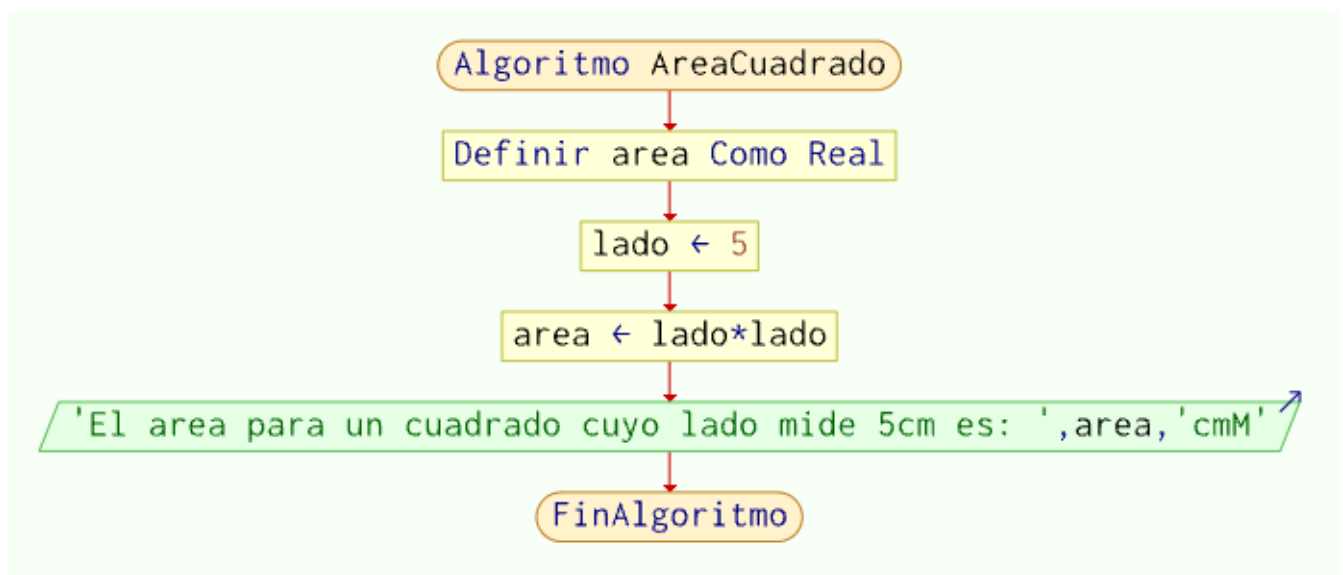 Algoritmo AreaCuadrado
Definir area Como Real
lado ← 5
area ← lado*lado
'El area para un cuadrado cuyo lado mide 5cm es: ',area,'cmM'
FinAlgoritmo